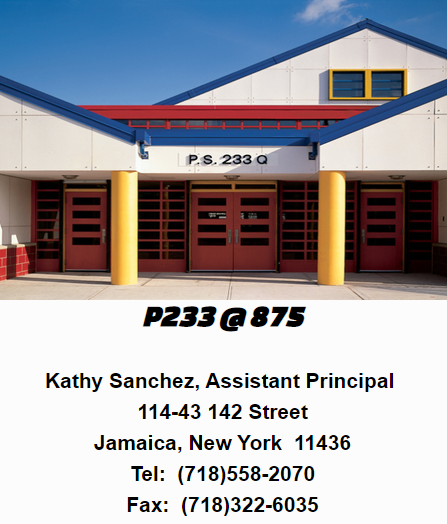 P.S. 233 Q
P233 @ 875
Kathy Sanchez, Assistant Principal
114-43 142 Street
Jamaica, New York  11436
Tel:  (718)558-2070
Fax:  (718)322-6035